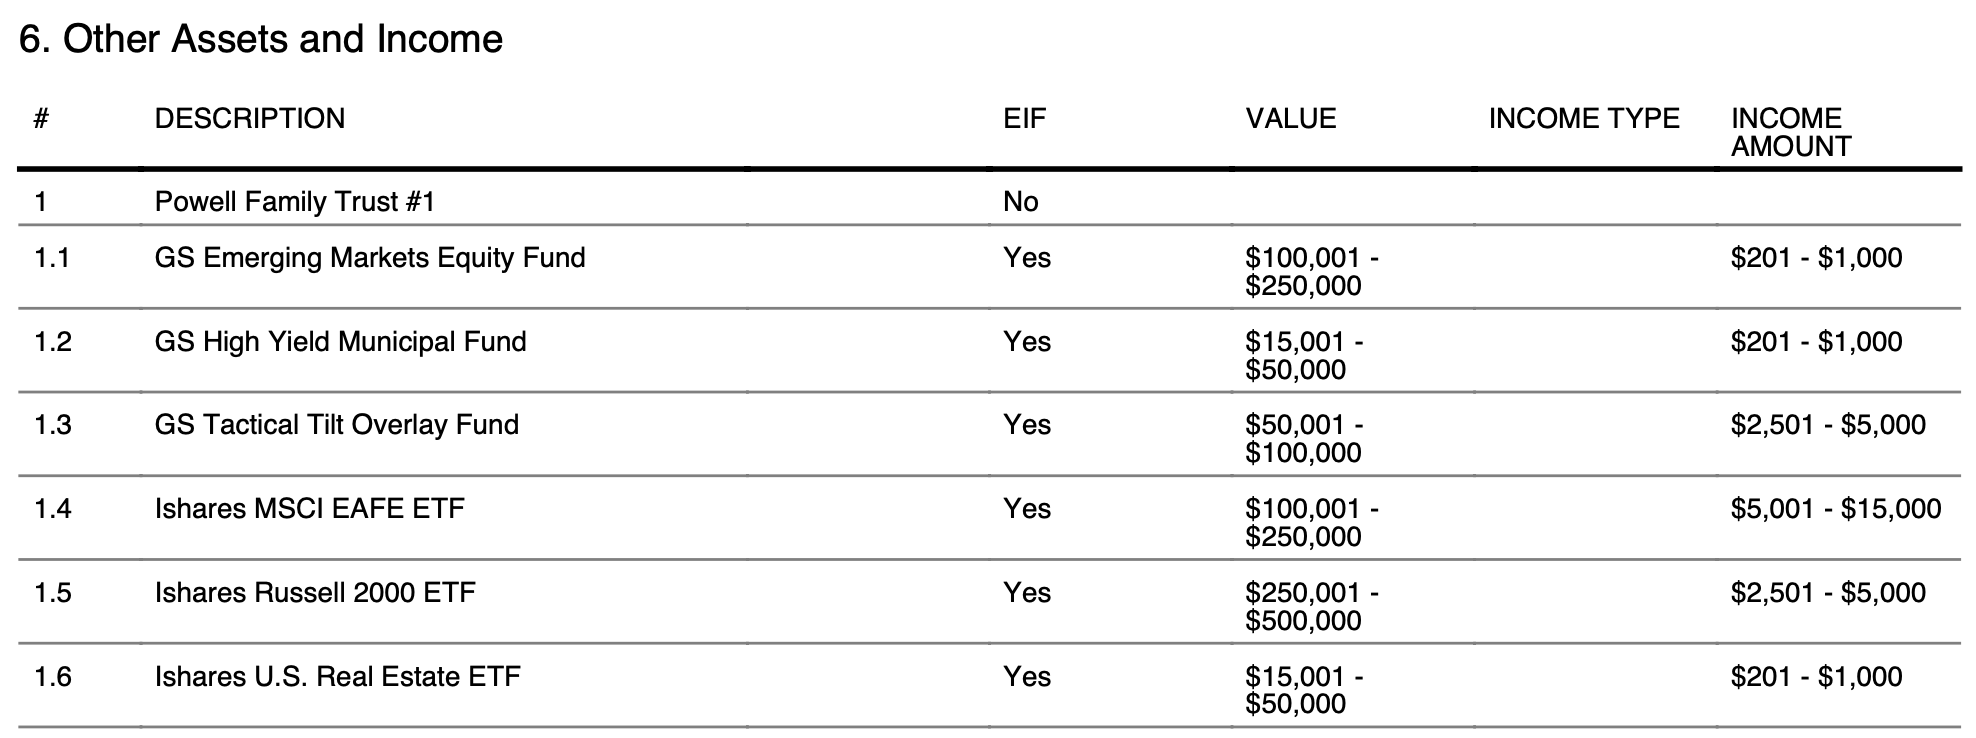 6. Other Assets and Income
# DESCRIPTION EIF VALUE INCOME TYPE INCOME
AMOUNT
1 Powell Family Trust #1 No
1.1 GS Emerging Markets Equity Fund Yes $100,001 - $201 - $1,000
$250,000
1.2 GS High Yield Municipal Fund Yes $15,001 - $201 - $1,000
$50,000
1.3 GS Tactical Tilt Overlay Fund Yes $50,001 - $2,501 - $5,000
$100,000
1.4 Ishares MSCI EAFE ETF Yes $100,001 - $5,001 - $15,000
$250,000
1.5 Ishares Russell 2000 ETF Yes $250,001 - $2,501 - $5,000
$500,000
1.6 Ishares U.S. Real Estate ETF Yes $15,001 - $201 - $1,000
$50,000